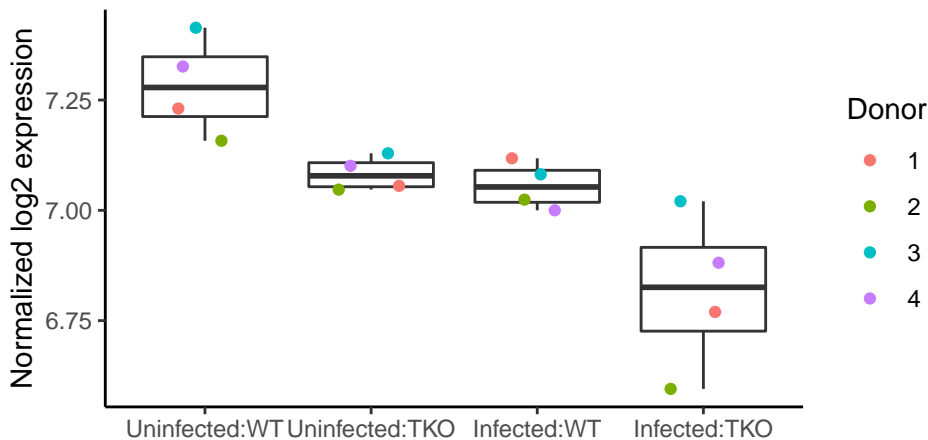 Normalized log2 expression
7.25
7.00
6.75
Uninfected:WT
Uninfected:TKO
Infected:WT
Infected:TKO
Donor
1
2
3
4